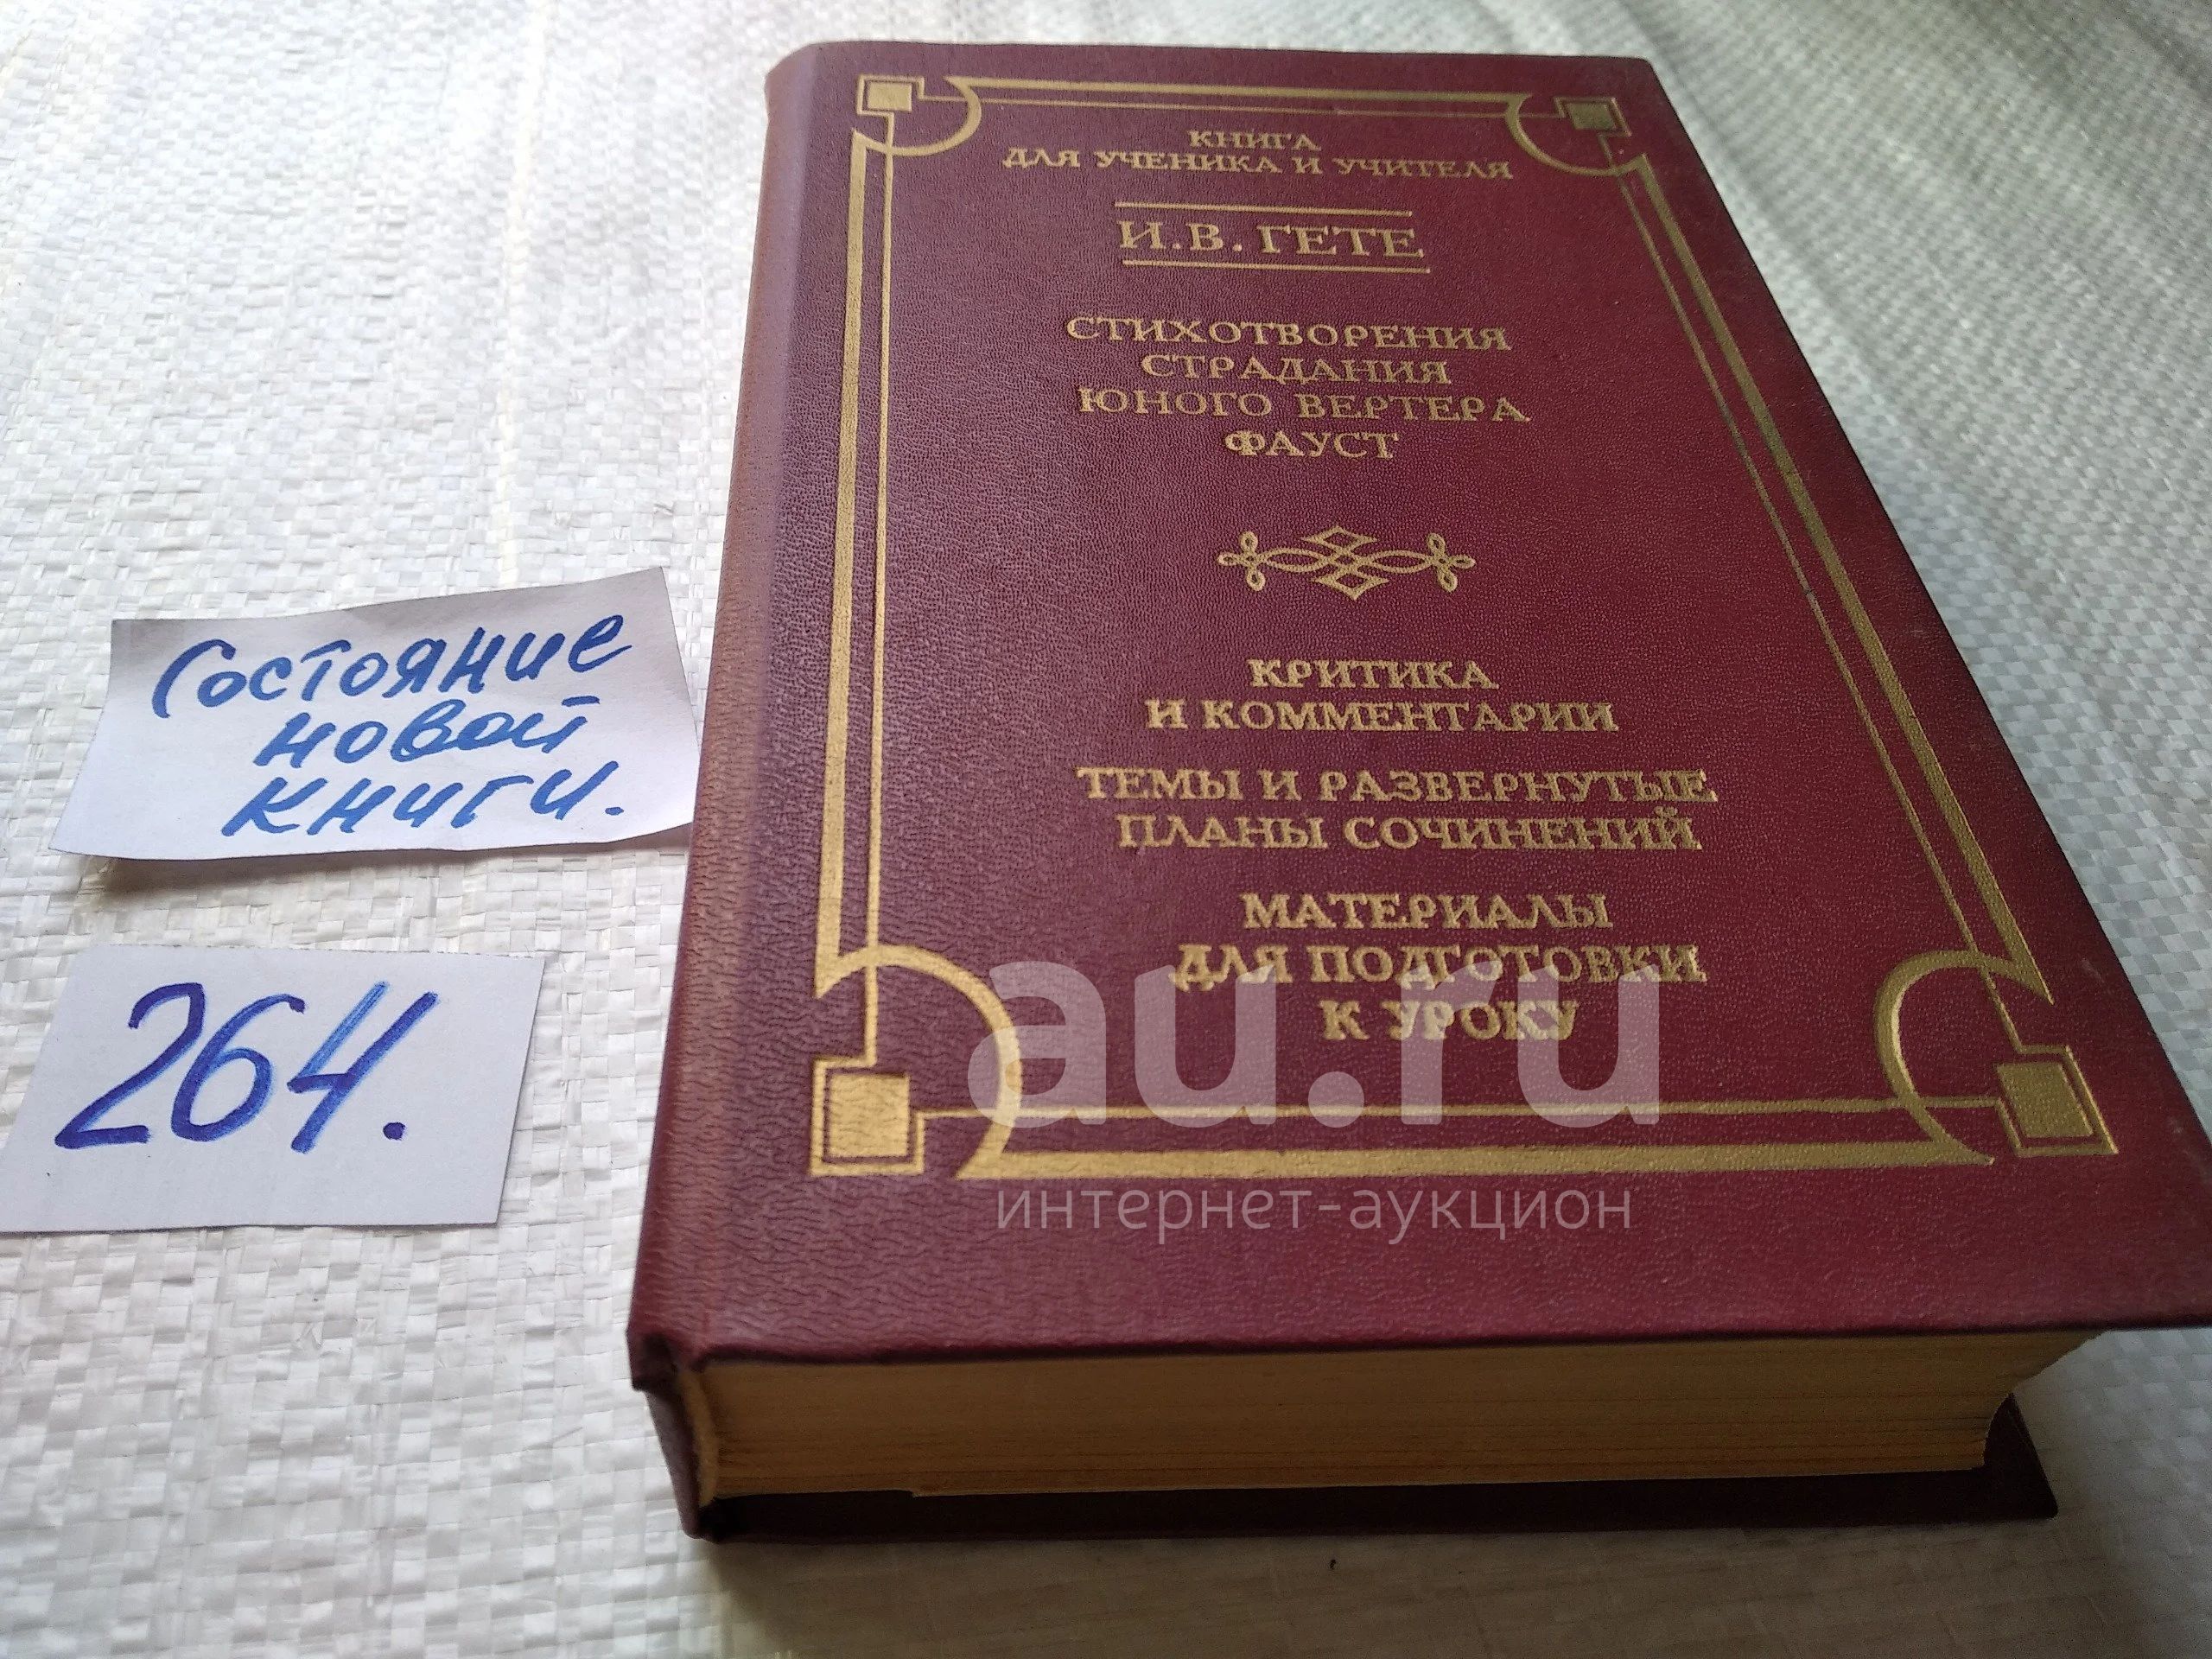 КНИГА
ДЛЯ УЧЕНИКА И УЧИТЕЛЯ
И.В. ГЕТЕ
СТИХОТВОРЕНИЯ
СТРАДАНИЯ
ЮНОГО ВЕРТЕРА
ФАУСТ
КРИТИКА
И КОММЕНТАРИИ
ТЕМЫ И РАЗВЕРНУТЫЕ
ПЛАНЫ СОЧИНЕНИЙ
МАТЕРИАЛЫ
ДЛЯ ПОДГОТОВКИ
К УРОКУ
Состояние
новой
книги.
264.
au.ru
интернет-аукцион